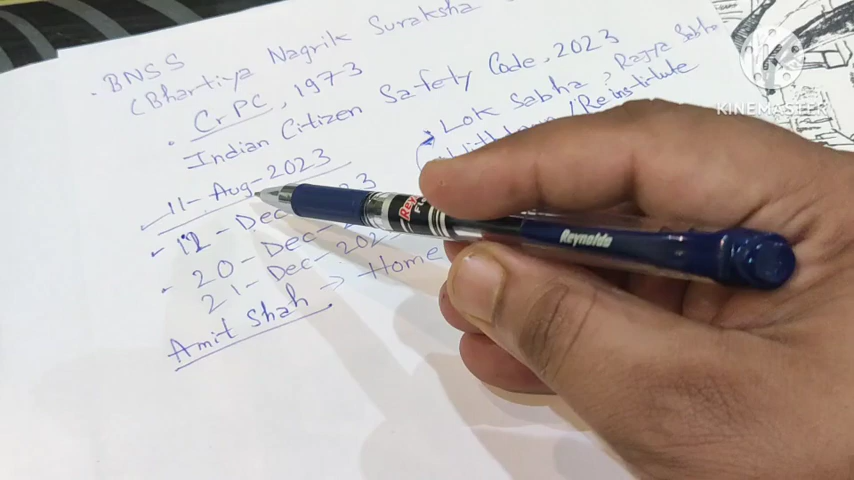 · BNSS
(Bhartiya Nagrik Suraksha
· CrPC, 1973
Indian Citizen Safety Code, 2023
Lok Sabha, Rajya Sabha
/Reinstitute
11-Aug-2023
12-Dec
20-Dec-
21-Dec-202
Amit Shah → Home
Reynolds
KINEMASTER